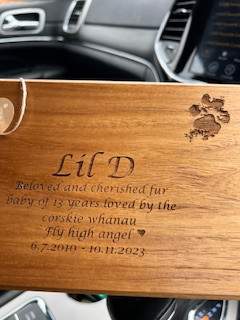 Lil D
Beloved and cherished fur
baby of 13 years loved by the
corskie whanau
Fly high angel ♥
6.7.2010 - 10.11.2023